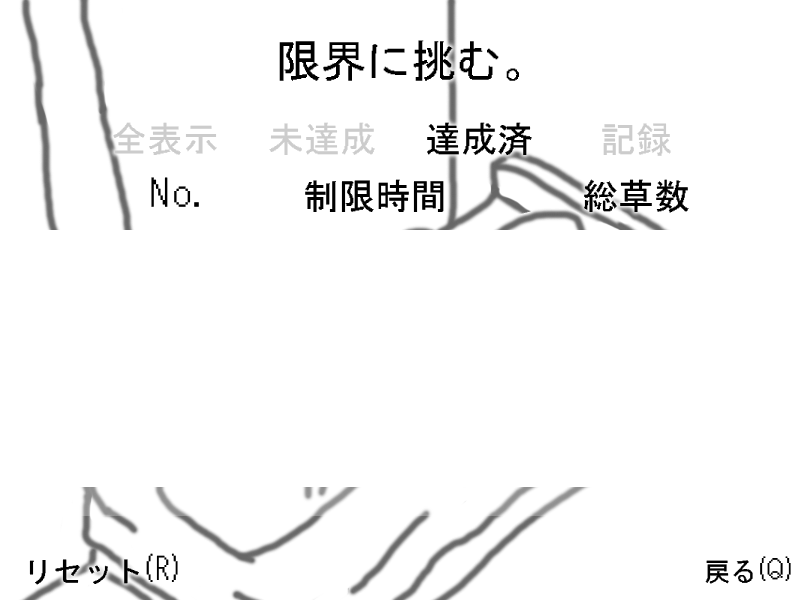 限界に挑む。
全表示 未達成 達成済 記録
No. 制限時間 総草数
リセット(R) 戻る(Q)